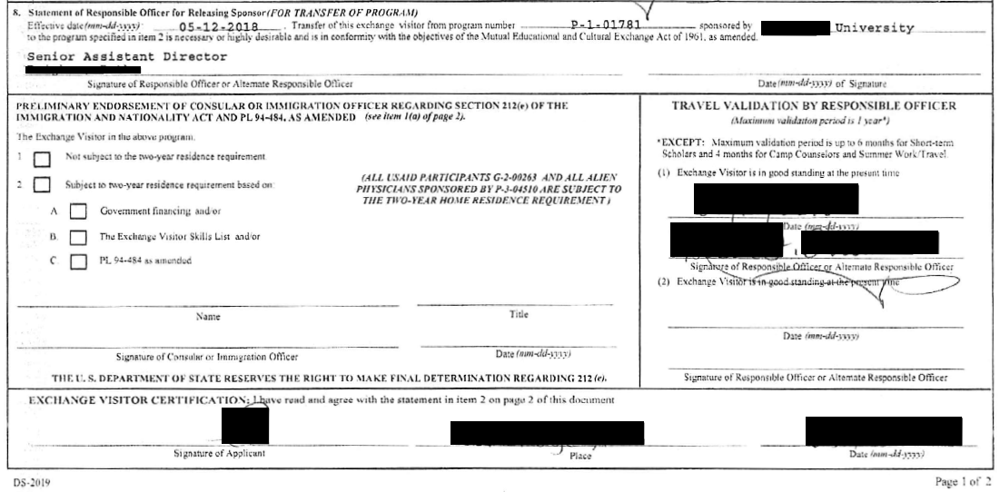 8. Statement of Responsible Officer for Releasing Sponsor (FOR TRANSFER OF PROGRAM)
Effective date (mm-dd-yyyy) 05-12-2018 . Transfer of this exchange visitor from program number P-1-01781 sponsored by University
to the program specified in item 2 is necessary or highly desirable and is in conformity with the objectives of the Mutual Educational and Cultural Exchange Act of 1961, as amended.
Senior Assistant Director
Signature of Responsible Officer or Alternate Responsible Officer
Date (mm-dd-yyyy) of Signature
PRELIMINARY ENDORSEMENT OF CONSULAR OR IMMIGRATION OFFICER REGARDING SECTION 212(e) OF THE
IMMIGRATION AND NATIONALITY ACT AND PL 94-484, AS AMENDED (see item 1(a) of page 2).
The Exchange Visitor in the above program.
1 Not subject to the two-year residence requirement
2 Subject to two-year residence requirement based on:
A Government financing and/or
B. The Exchange Visitor Skills List and/or
C PL 94-484 as amended
(ALL USAID PARTICIPANTS G-2-00263 AND ALL ALIEN
PHYSICIANS SPONSORED BY P-3-04510 ARE SUBJECT TO
THE TWO-YEAR HOME RESIDENCE REQUIREMENT)
Name
Title
Signature of Consular or Immigration Officer
Date (mm-dd-yyyy)
THE U. S. DEPARTMENT OF STATE RESERVES THE RIGHT TO MAKE FINAL DETERMINATION REGARDING 212 (e).
TRAVEL VALIDATION BY RESPONSIBLE OFFICER
(Maximum validation period is 1 year*)
*EXCEPT: Maximum validation period is up to 6 months for Short-term
Scholars and 4 months for Camp Counselors and Summer Work/Travel.
(1) Exchange Visitor is in good standing at the present time
Date (mm-dd-yyyy)
Signature of Responsible Officer or Alternate Responsible Officer
(2) Exchange Visitor is in good standing at the present time
Date (mm-dd-yyyy)
Signature of Responsible Officer or Alternate Responsible Officer
EXCHANGE VISITOR CERTIFICATION: I have read and agree with the statement in item 2 on page 2 of this document
Signature of Applicant
Place
Date (mm-dd-yyyy)
DS-2019
Page 1 of 2